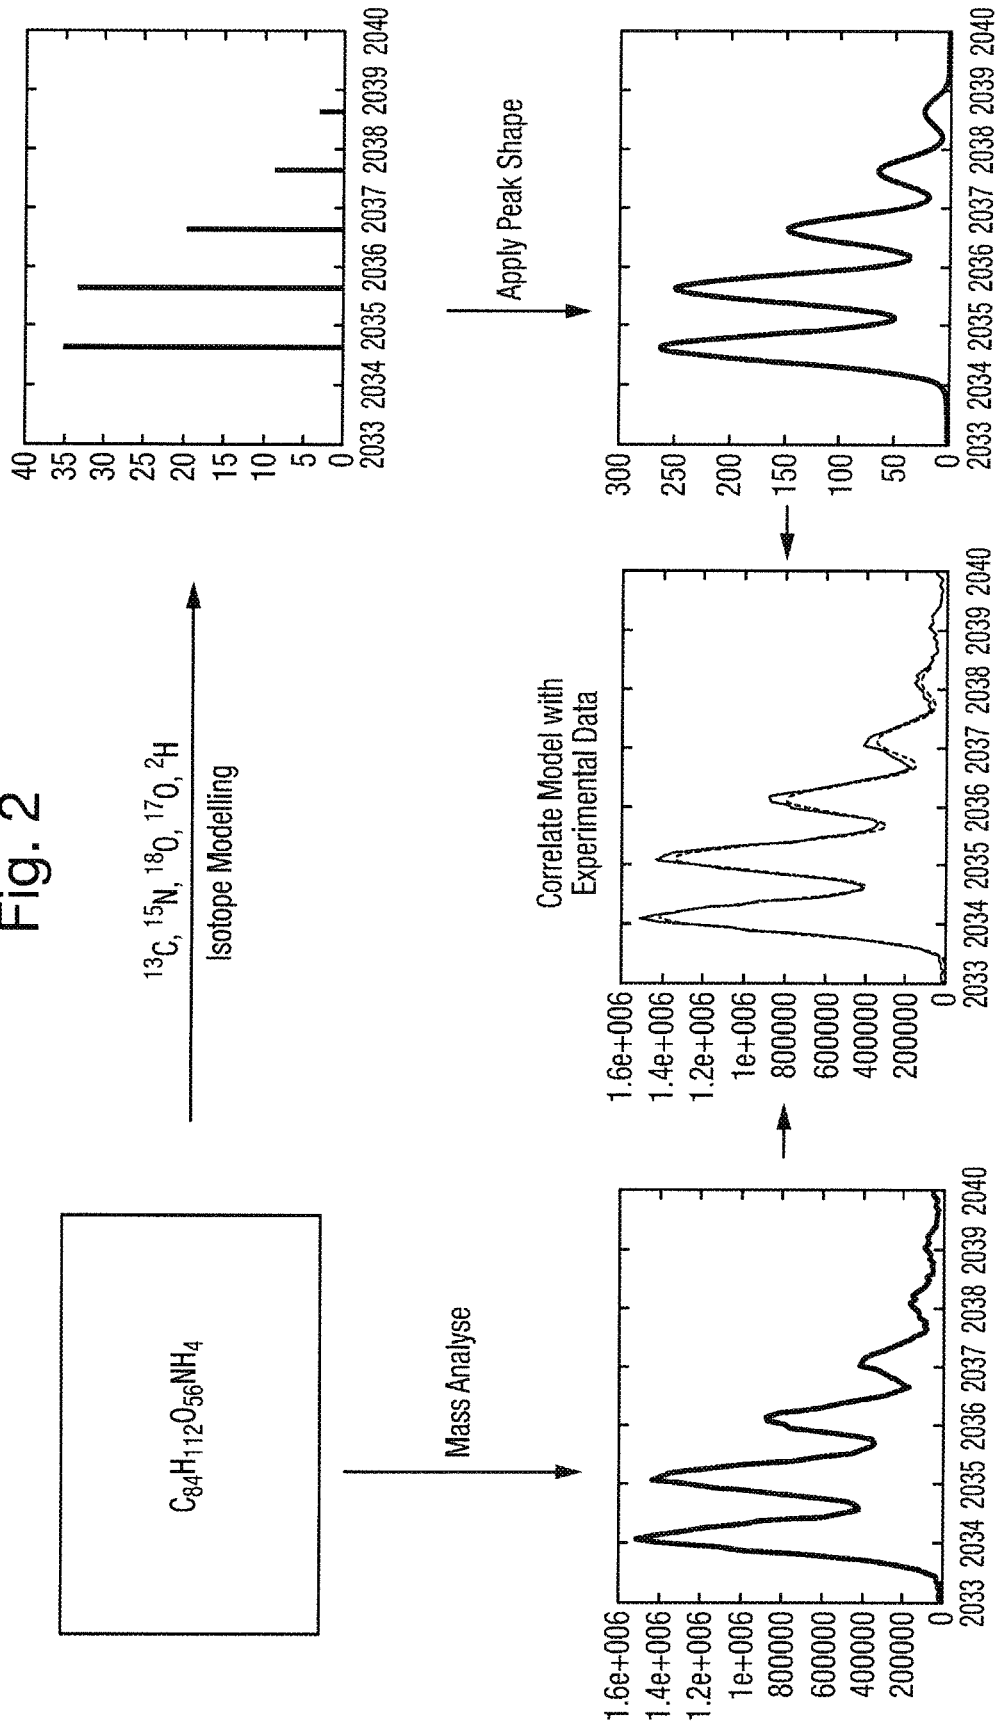 Fig. 2
C84H112O56NH4
13C, 15N, 18O, 17O, 2H
Isotope Modelling
40
35
30
25
20
15
10
5
0
2033 2034 2035 2036 2037 2038 2039 2040
Mass Analyse
Apply Peak Shape
1.6e+006
1.4e+006
1.2e+006
1e+006
800000
600000
400000
200000
0
2033 2034 2035 2036 2037 2038 2039 2040
Correlate Model with
Experimental Data
1.6e+006
1.4e+006
1.2e+006
1e+006
800000
600000
400000
200000
0
2033 2034 2035 2036 2037 2038 2039 2040
300
250
200
150
100
50
0
2033 2034 2035 2036 2037 2038 2039 2040